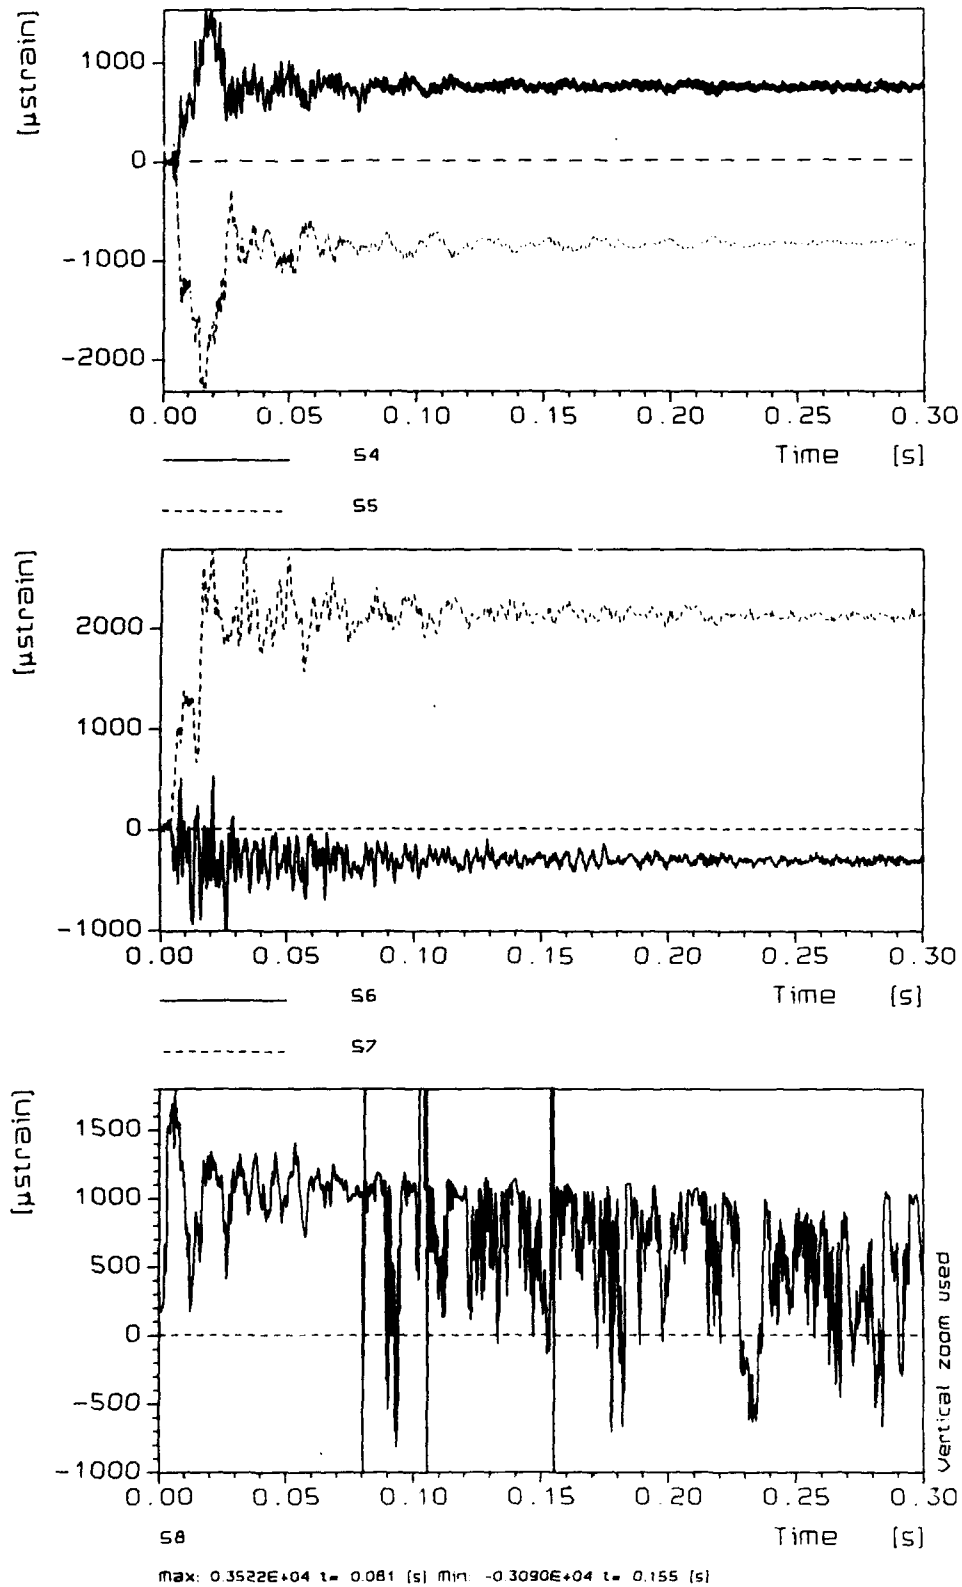 [µstrain]
1000
0
-1000
-2000
0.00 0.05 0.10 0.15 0.20 0.25 0.30
Time [s]
S4
S5
[µstrain]
2000
1000
0
-1000
0.00 0.05 0.10 0.15 0.20 0.25 0.30
Time [s]
S6
S7
[µstrain]
1500
1000
500
0
-500
-1000
0.00 0.05 0.10 0.15 0.20 0.25 0.30
Vertical zoom used
S8
Time [s]
Max: 0.3522E+04 t= 0.081 [s] Min: -0.3090E+04 t= 0.155 [s]